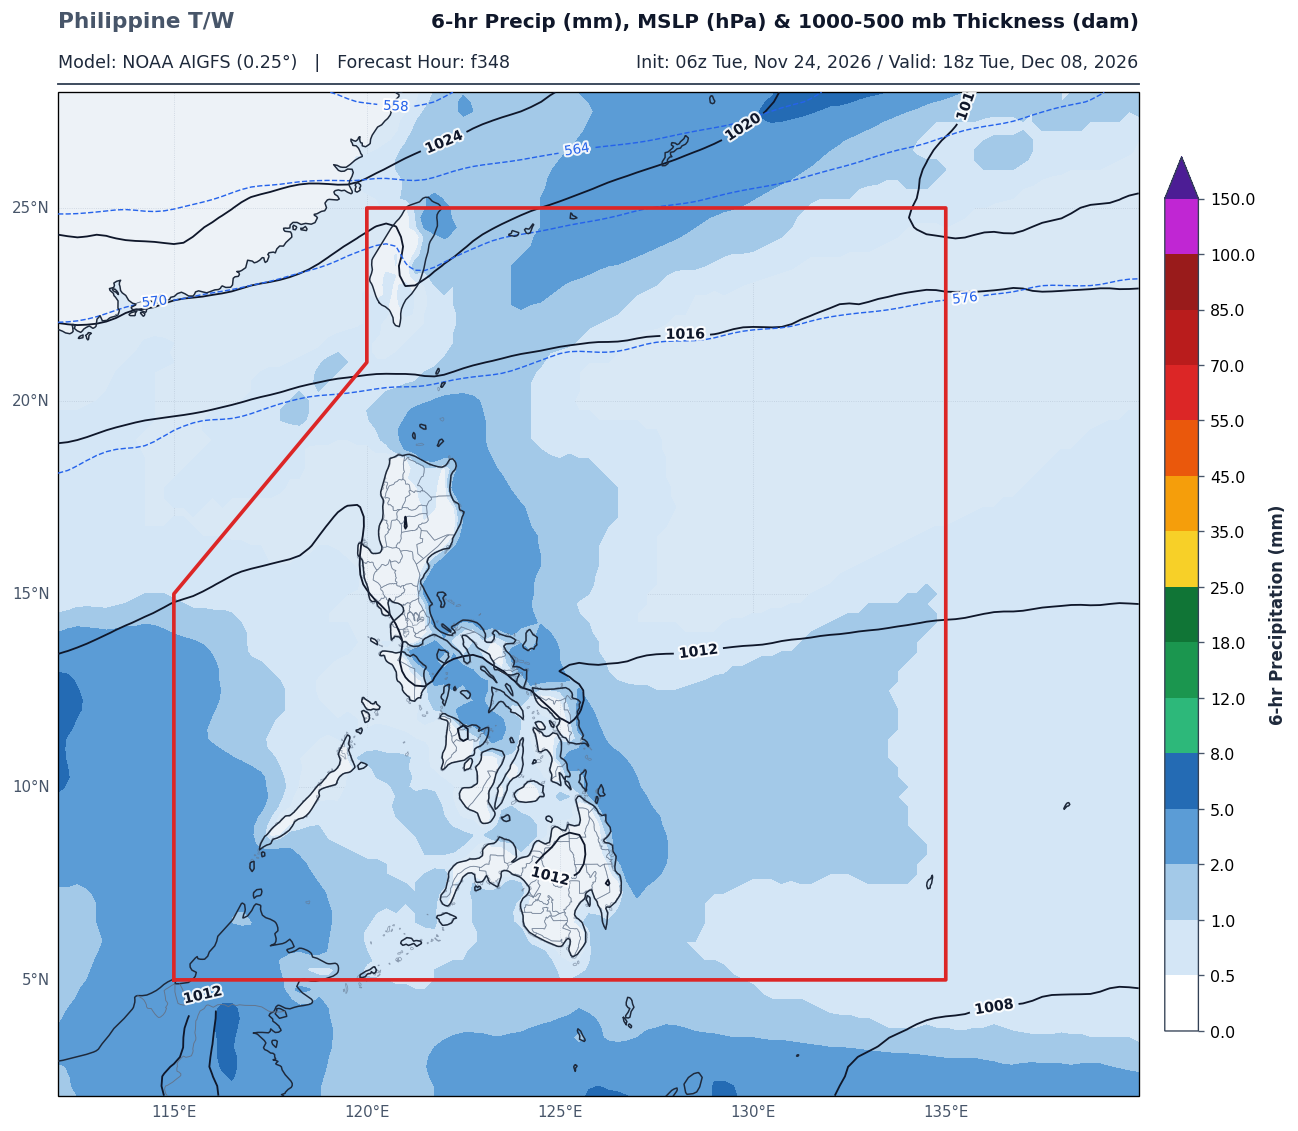 Philippine T/W
6-hr Precip (mm), MSLP (hPa) & 1000-500 mb Thickness (dam)
Model: NOAA AIGFS (0.25°) | Forecast Hour: f348
Init: 06z Tue, Nov 24, 2026 / Valid: 18z Tue, Dec 08, 2026
558
1024
564
1020
101
570
576
1016
1012
1012
1012
1008
25°N
20°N
15°N
10°N
5°N
115°E
120°E
125°E
130°E
135°E
150.0
100.0
85.0
70.0
55.0
45.0
35.0
25.0
18.0
12.0
8.0
5.0
2.0
1.0
0.5
0.0
6-hr Precipitation (mm)